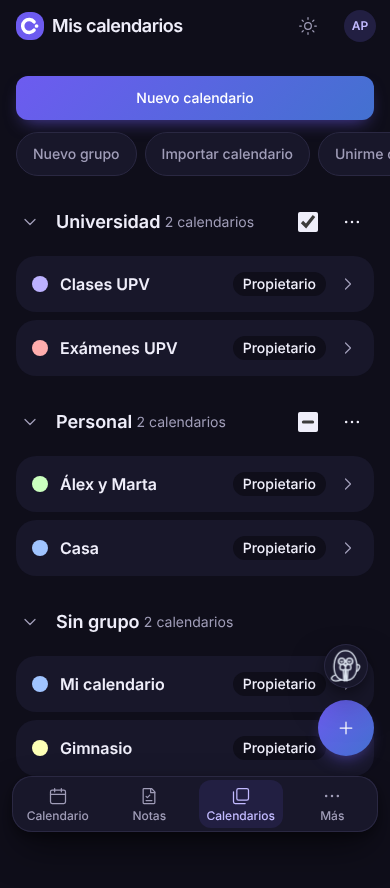 Mis calendarios
AP
Nuevo calendario
Nuevo grupo
Importar calendario
Unirme
Universidad 2 calendarios
Clases UPV Propietario
Exámenes UPV Propietario
Personal 2 calendarios
Álex y Marta Propietario
Casa Propietario
Sin grupo 2 calendarios
Mi calendario Propietario
Gimnasio Propietario
Calendario
Notas
Calendarios
Más